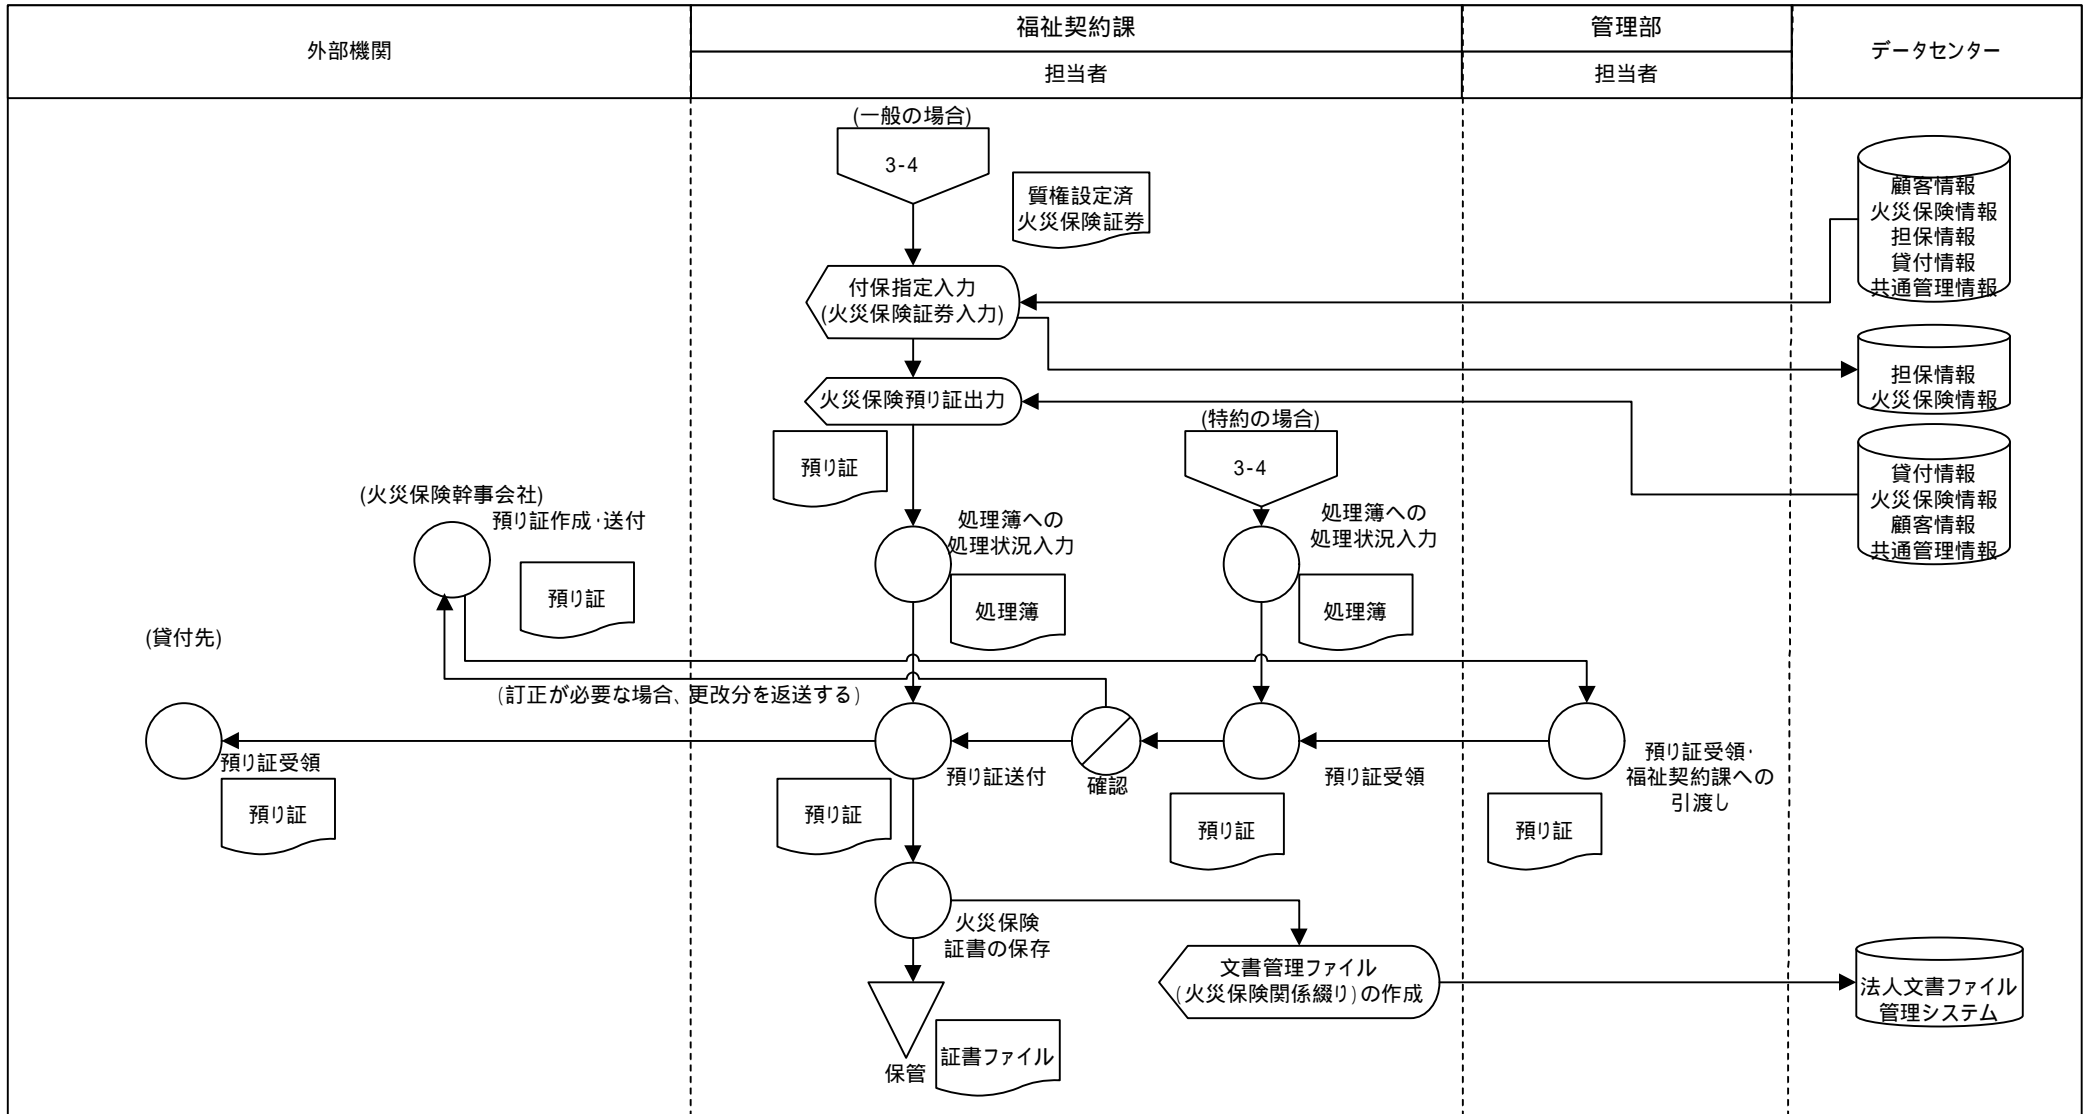 外部機関
福祉契約課
管理部
データセンター
担当者
担当者
(一般の場合)
3-4
質権設定済
火災保険証券
顧客情報
火災保険情報
担保情報
貸付情報
共通管理情報
付保指定入力
(火災保険証券入力)
担保情報
火災保険情報
火災保険預り証出力
(特約の場合)
3-4
預り証
貸付情報
火災保険情報
顧客情報
共通管理情報
(火災保険幹事会社)
預り証作成・送付
処理簿への
処理状況入力
処理簿への
処理状況入力
預り証
処理簿
処理簿
(貸付先)
(訂正が必要な場合、更改分を返送する)
預り証受領
預り証送付
確認
預り証受領
預り証受領・
福祉契約課への
引渡し
預り証
預り証
預り証
預り証
火災保険
証書の保存
文書管理ファイル
(火災保険関係綴り)の作成
法人文書ファイル
管理システム
証書ファイル
保管